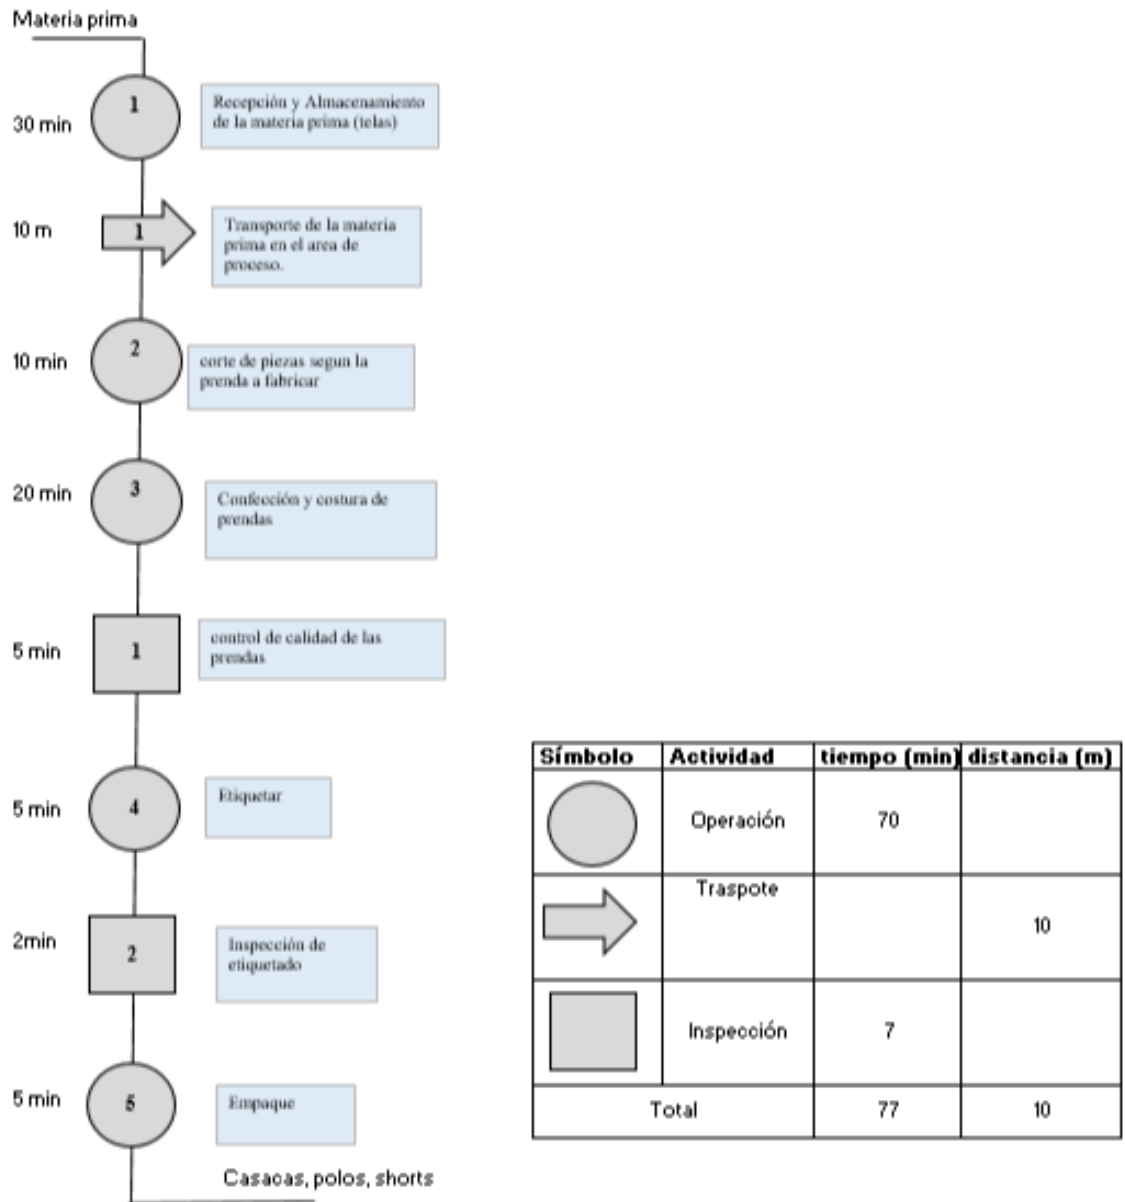 Materia prima
1
30 min
Recepción y Almacenamiento
de la materia prima (telas)
10 m
1
Transporte de la materia
prima en el area de
proceso.
2
10 min
corte de piezas segun la
prenda a fabricar
3
20 min
Confección y costura de
prendas
5 min
1
control de calidad de las
prendas
5 min
4
Etiquetar
2min
2
Inspección de
etiquetado
5 min
5
Empaque
Casacas, polos, shorts
Símbolo Actividad tiempo (min) distancia (m)
Operación 70
Traspote
10
Inspección 7
Total 77 10